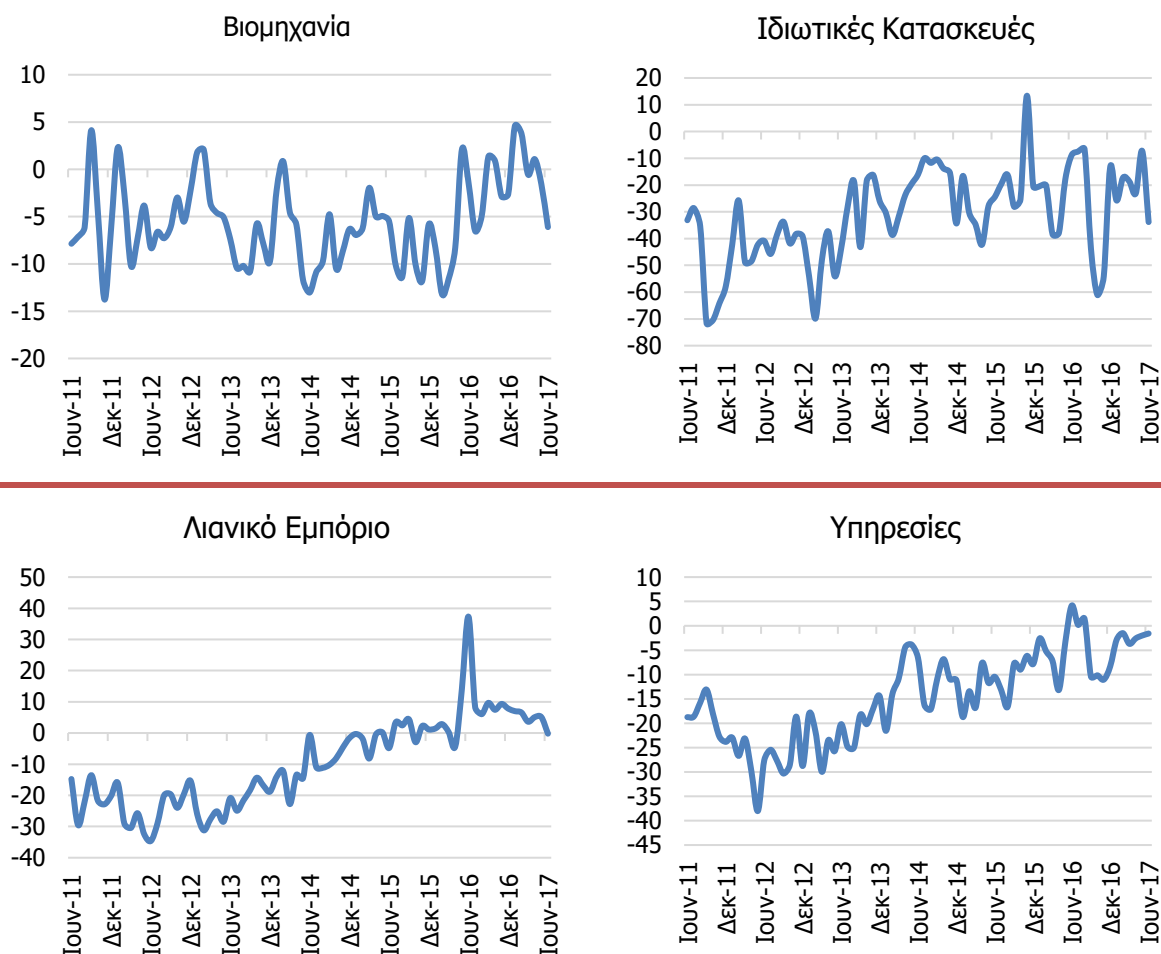 Βιομηχανία
10
5
0
-5
-10
-15
-20
Ιουν-11
Δεκ-11
Ιουν-12
Δεκ-12
Ιουν-13
Δεκ-13
Ιουν-14
Δεκ-14
Ιουν-15
Δεκ-15
Ιουν-16
Δεκ-16
Ιουν-17
Ιδιωτικές Κατασκευές
20
10
0
-10
-20
-30
-40
-50
-60
-70
-80
Ιουν-11
Δεκ-11
Ιουν-12
Δεκ-12
Ιουν-13
Δεκ-13
Ιουν-14
Δεκ-14
Ιουν-15
Δεκ-15
Ιουν-16
Δεκ-16
Ιουν-17
Λιανικό Εμπόριο
50
40
30
20
10
0
-10
-20
-30
-40
Ιουν-11
Δεκ-11
Ιουν-12
Δεκ-12
Ιουν-13
Δεκ-13
Ιουν-14
Δεκ-14
Ιουν-15
Δεκ-15
Ιουν-16
Δεκ-16
Ιουν-17
Υπηρεσίες
10
5
0
-5
-10
-15
-20
-25
-30
-35
-40
-45
Ιουν-11
Δεκ-11
Ιουν-12
Δεκ-12
Ιουν-13
Δεκ-13
Ιουν-14
Δεκ-14
Ιουν-15
Δεκ-15
Ιουν-16
Δεκ-16
Ιουν-17